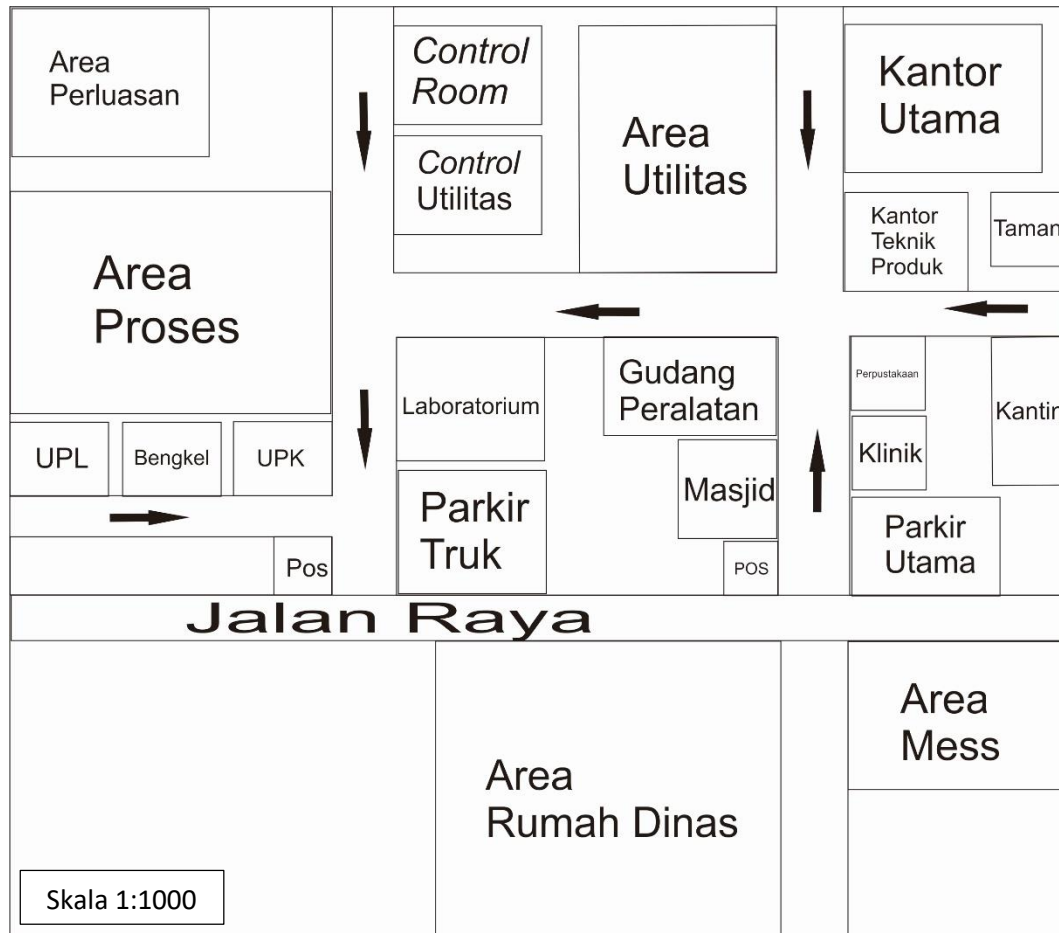 Area
Perluasan
Control
Room
Control
Utilitas
Area
Utilitas
Kantor
Utama
Kantor
Teknik
Produk
Taman
Area
Proses
UPL
Bengkel
UPK
Pos
Laboratorium
Parkir
Truk
Gudang
Peralatan
Masjid
POS
Perpustakaan
Klinik
Kantin
Parkir
Utama
Jalan Raya
Area
Rumah Dinas
Area
Mess
Skala 1:1000